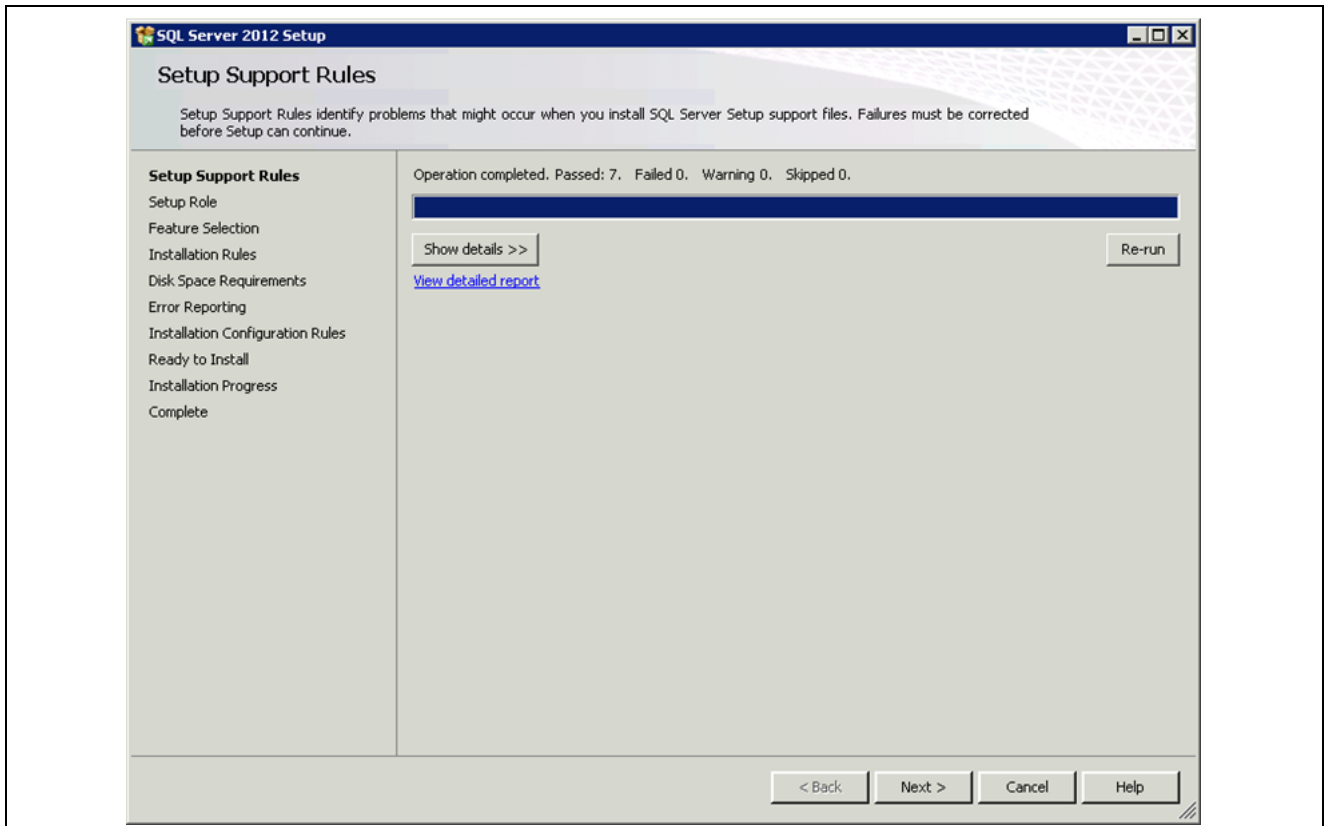 SQL Server 2012 Setup
Setup Support Rules
Setup Support Rules identify problems that might occur when you install SQL Server Setup support files. Failures must be corrected
before Setup can continue.
Setup Support Rules
Setup Role
Feature Selection
Installation Rules
Disk Space Requirements
Error Reporting
Installation Configuration Rules
Ready to Install
Installation Progress
Complete
Operation completed. Passed: 7. Failed 0. Warning 0. Skipped 0.
Show details >>
Re-run
View detailed report
< Back
Next >
Cancel
Help